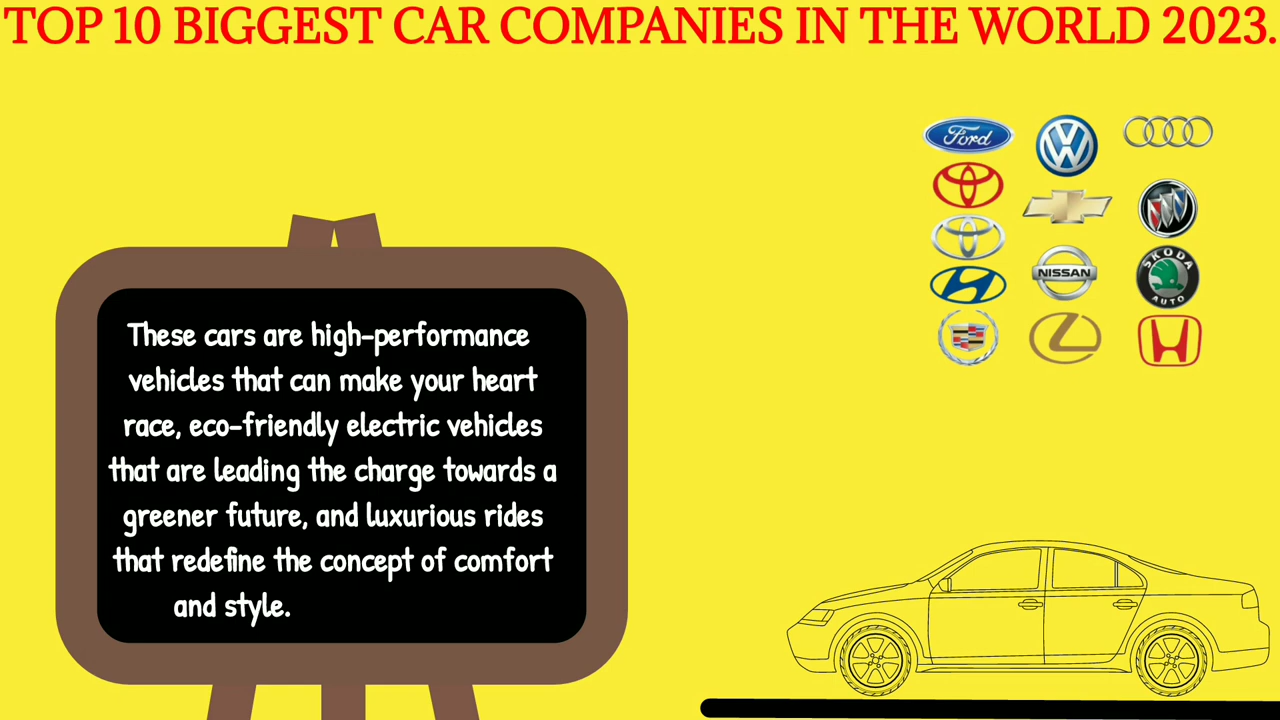 TOP 10 BIGGEST CAR COMPANIES IN THE WORLD 2023.
Ford
NISSAN
SKODA
AUTO
These cars are high-performance
vehicles that can make your heart
race, eco-friendly electric vehicles
that are leading the charge towards a
greener future, and luxurious rides
that redefine the concept of comfort
and style.